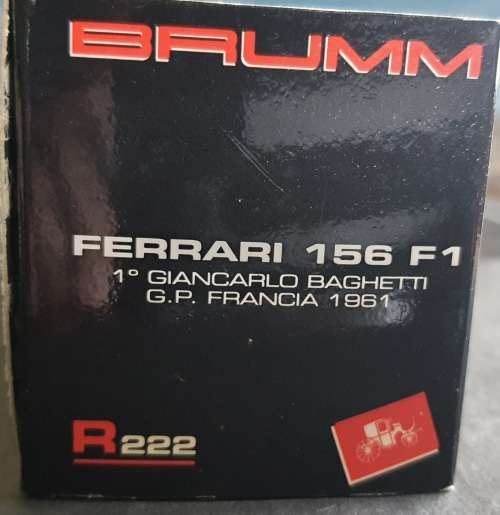 BRUMM
FERRARI 156 F1
1° GIANCARLO BAGHETTI
G.P. FRANCIA 1961
R222